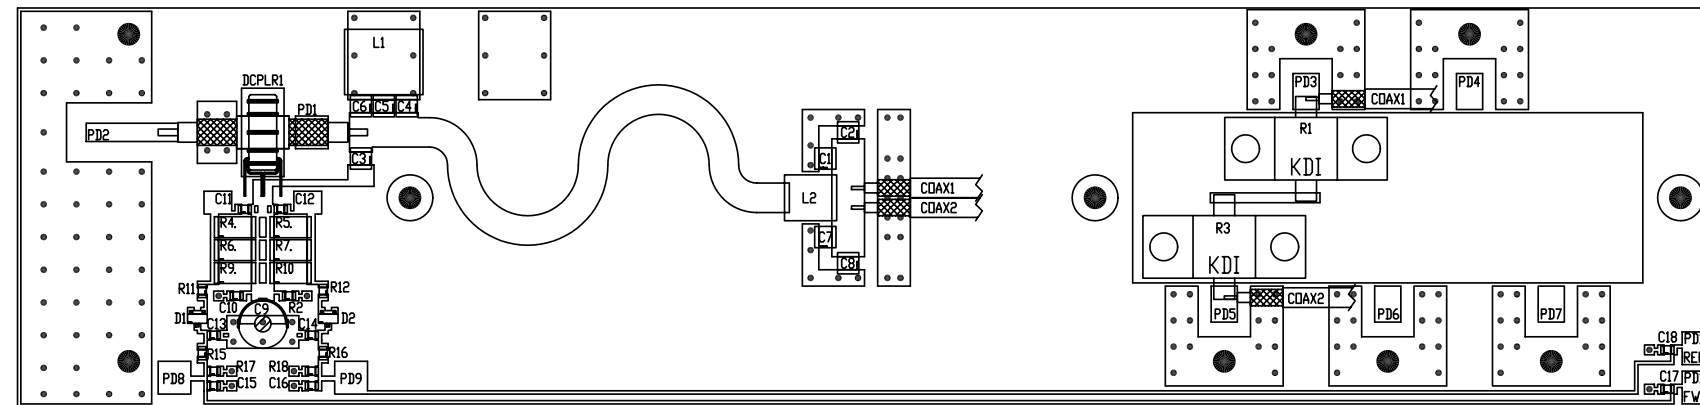 L1
DCPLR1
PD1
PD2
C6
C5
C4
C3
C11
C12
R4.
R5.
R6.
R7.
R9.
R10
R11
R12
C10
C9
R2
D1
D2
C13
C14
R15
R16
R17
R18
C15
C16
PD8
PD9
C2
C1
L2
C7
C8
COAX1
COAX2
PD3
PD4
COAX1
R1
KDI
R3
KDI
COAX2
PD5
PD6
PD7
C18
C17